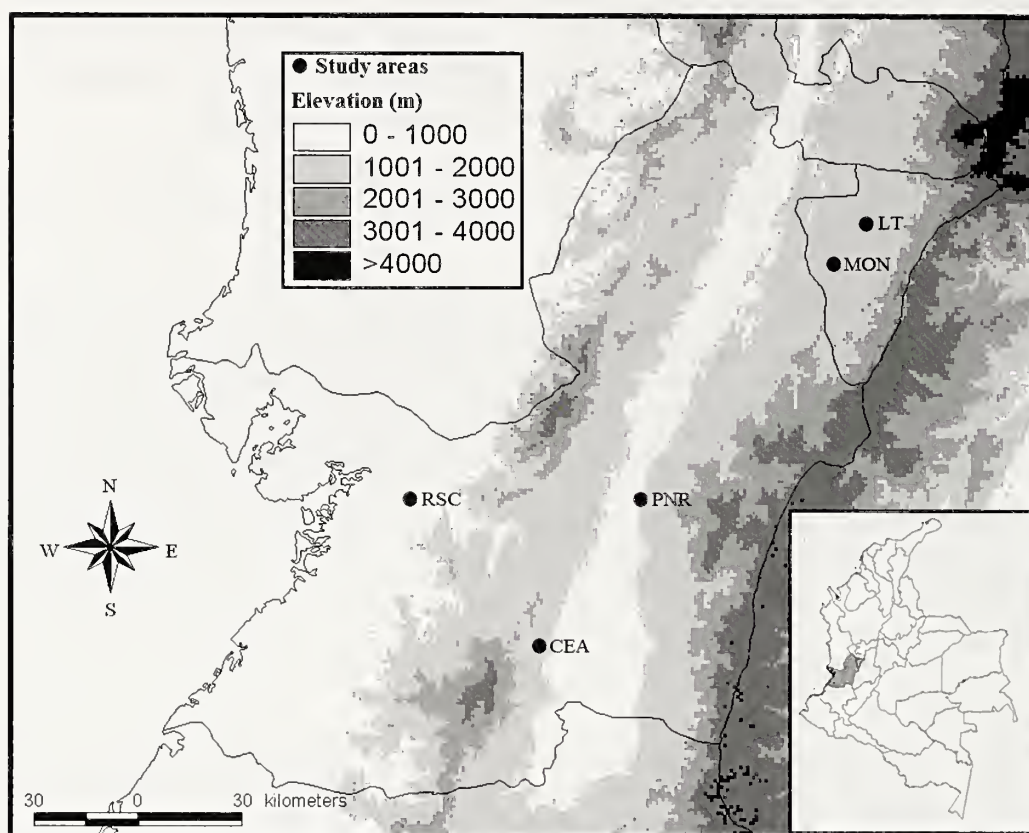 Study areas
Elevation (m)
0 - 1000
1001 - 2000
2001 - 3000
3001 - 4000
>4000
LT
MON
RSC
PNR
CEA
N
W E
S
30 0 30 kilometers